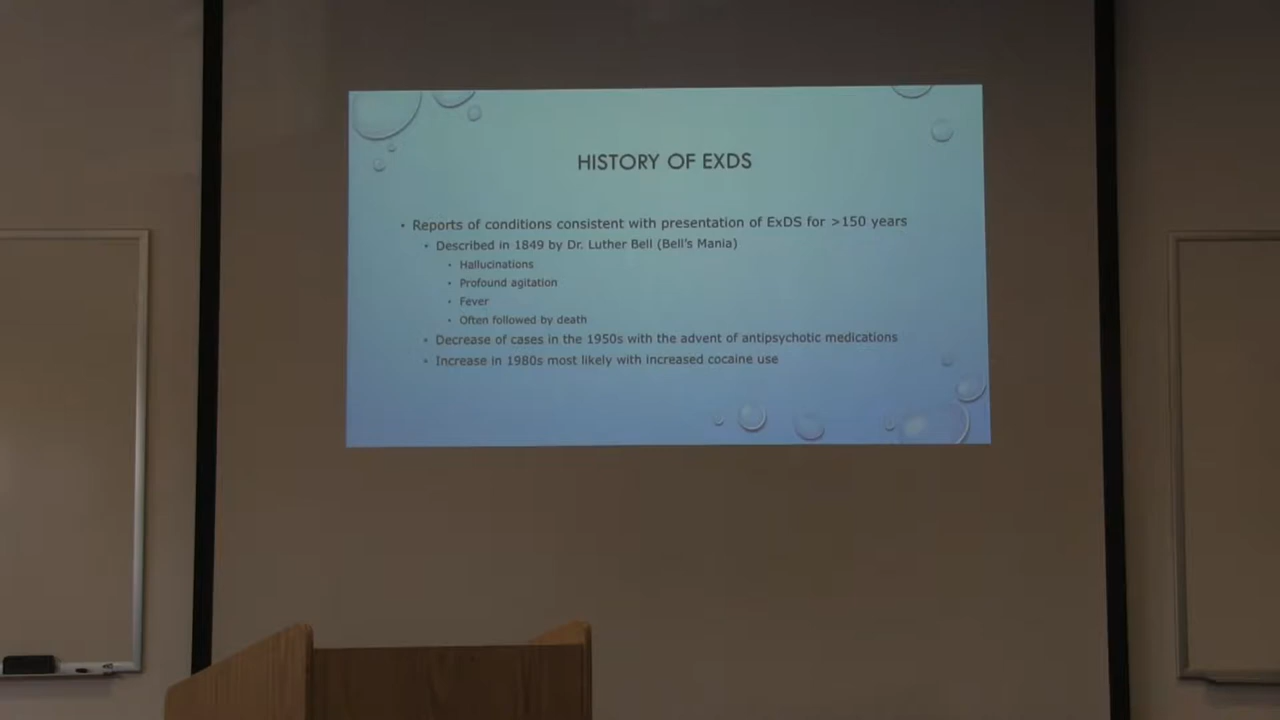 HISTORY OF EXDS
• Reports of conditions consistent with presentation of ExDS for >150 years
• Described in 1849 by Dr. Luther Bell (Bell's Mania)
• Hallucinations
• Profound agitation
• Fever
• Often followed by death
• Decrease of cases in the 1950s with the advent of antipsychotic medications
• Increase in 1980s most likely with increased cocaine use